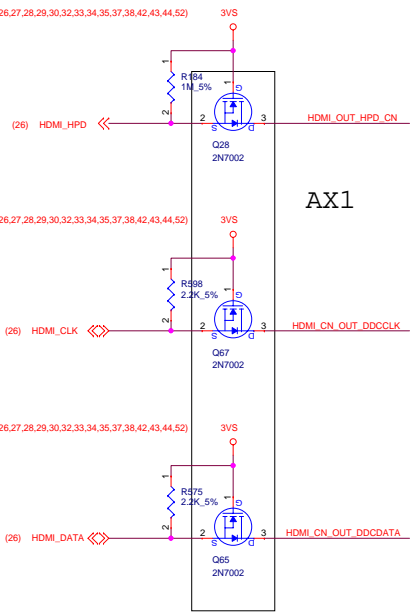 26,27,28,29,30,32,33,34,35,37,38,42,43,44,52) 3VS
1
R184
1M_5%
2
1
G
(26) HDMI_HPD
2
S
D
3
HDMI_OUT_HPD_CN
Q28
2N7002
AX1
26,27,28,29,30,32,33,34,35,37,38,42,43,44,52) 3VS
1
R598
2.2K_5%
2
1
G
(26) HDMI_CLK
2
S
D
3
HDMI_CN_OUT_DDCCLK
Q67
2N7002
26,27,28,29,30,32,33,34,35,37,38,42,43,44,52) 3VS
1
R575
2.2K_5%
2
1
G
(26) HDMI_DATA
2
S
D
3
HDMI_CN_OUT_DDCDATA
Q65
2N7002